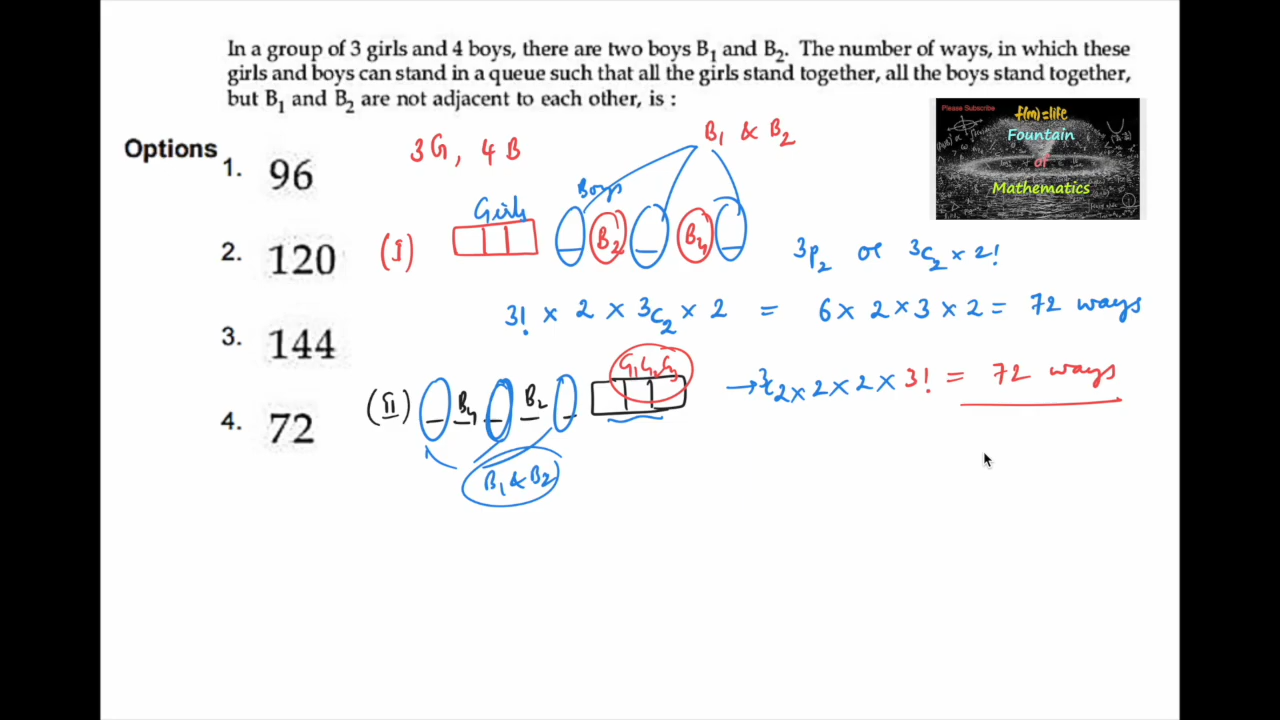 In a group of 3 girls and 4 boys, there are two boys B₁ and B₂. The number of ways, in which these
girls and boys can stand in a queue such that all the girls stand together, all the boys stand together,
but B₁ and B₂ are not adjacent to each other, is :
Please Subscribe
f(m)=life
Fountain
of
Mathematics
Options
1. 96
2. 120
3. 144
4. 72
3G, 4B
B₁ & B₂
Girls
Boys
(I)
B₂ B₄
³P₂ or ³C₂ × 2!
3! × 2 × ³C₂ × 2 = 6 × 2 × 3 × 2 = 72 ways
G₁ G₂ G₃
(II) _ B₄ _ B₂ _
→ ³C₂ × 2 × 2 × 3! = 72 ways
B₁ & B₂